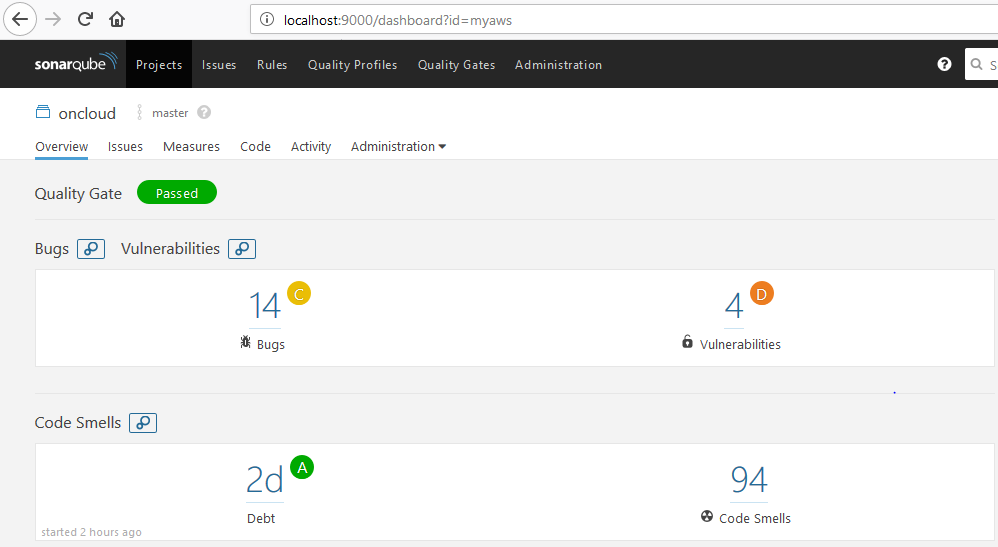 localhost:9000/dashboard?id=myaws
sonarqube Projects Issues Rules Quality Profiles Quality Gates Administration ? S
oncloud master ?
Overview Issues Measures Code Activity Administration
Quality Gate Passed
Bugs Vulnerabilities
14 C 4 D
Bugs Vulnerabilities
Code Smells
2d A 94
Debt Code Smells
started 2 hours ago